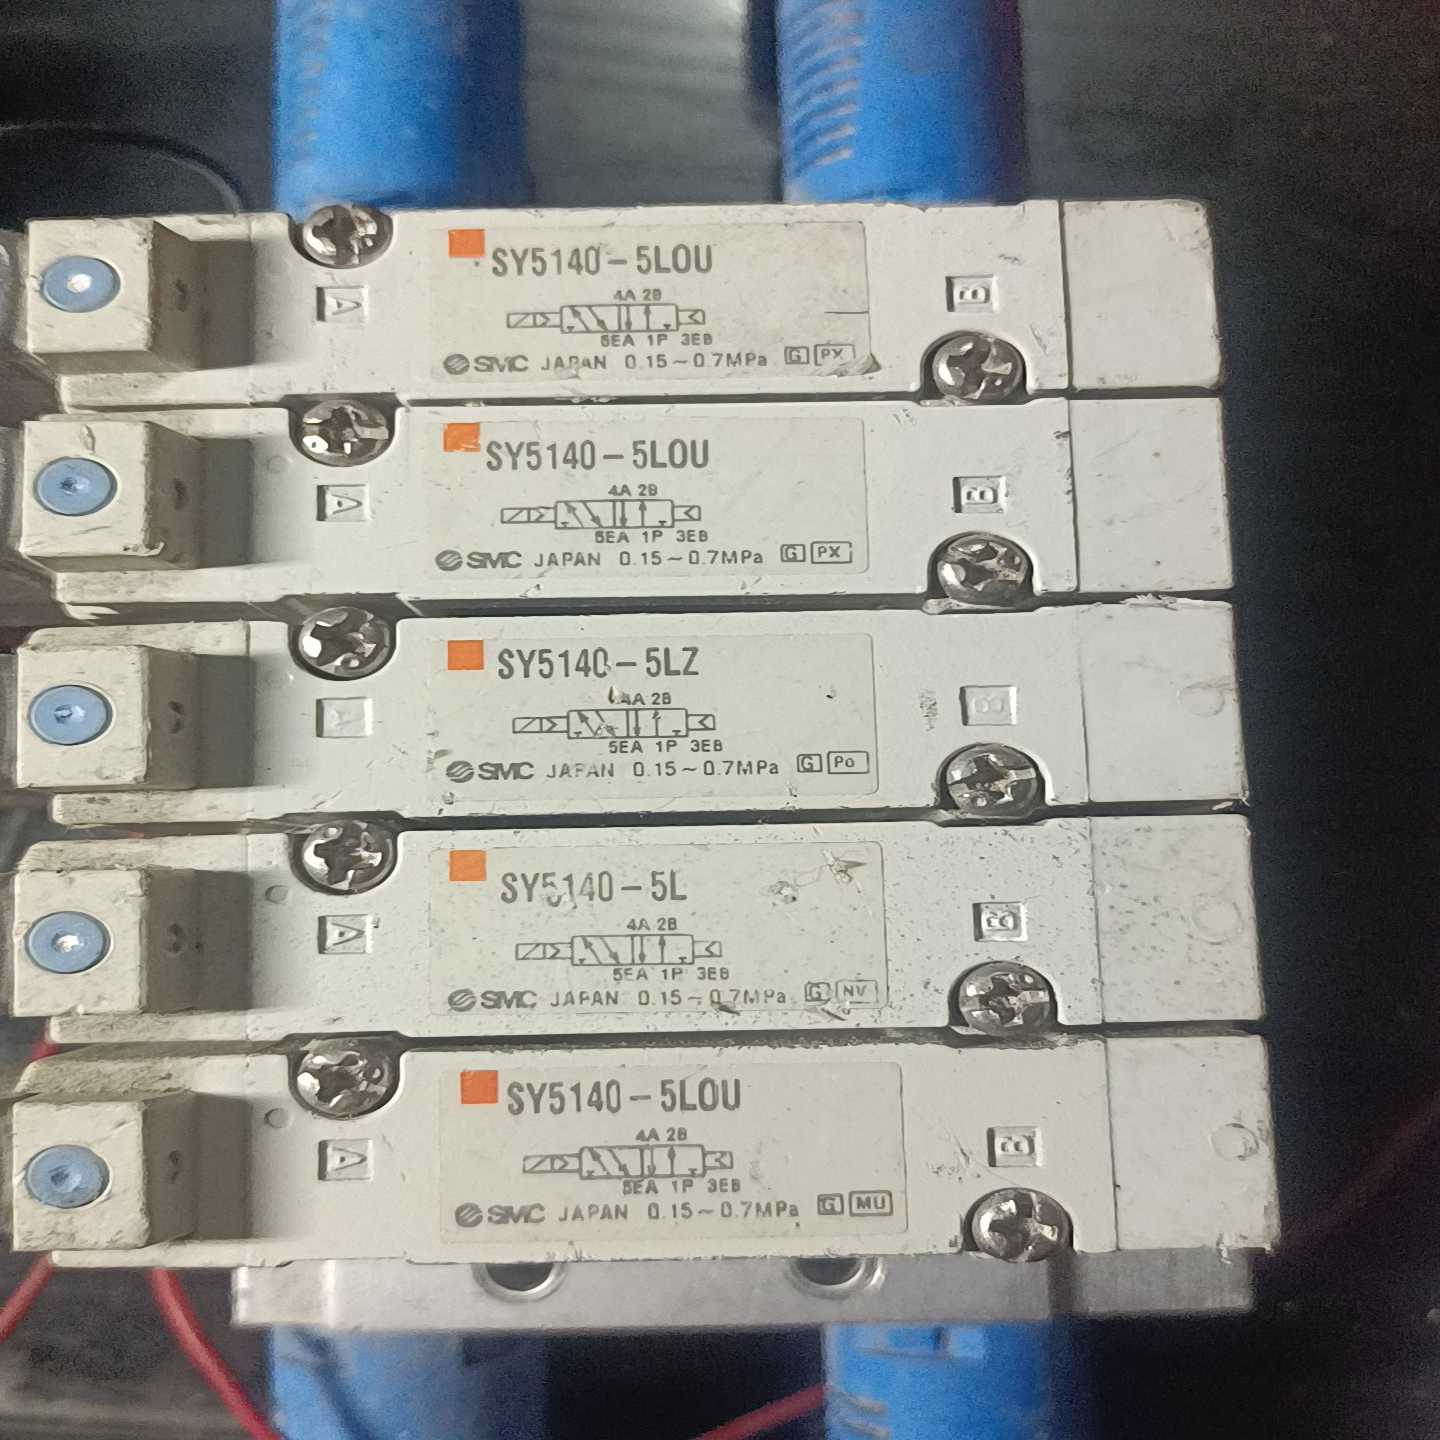 SY5140-5LOU
4A 2B
A
B
5EA 1P 3EB
SMC JAPAN 0.15~0.7MPa G PX
SY5140-5LOU
4A 2B
A
B
5EA 1P 3EB
SMC JAPAN 0.15~0.7MPa G PX
SY5140-5LZ
4A 2B
A
B
5EA 1P 3EB
SMC JAPAN 0.15~0.7MPa G Po
SY5140-5L
4A 2B
A
B
5EA 1P 3EB
SMC JAPAN 0.15~0.7MPa G NV
SY5140-5LOU
4A 2B
A
B
5EA 1P 3EB
SMC JAPAN 0.15~0.7MPa G MU